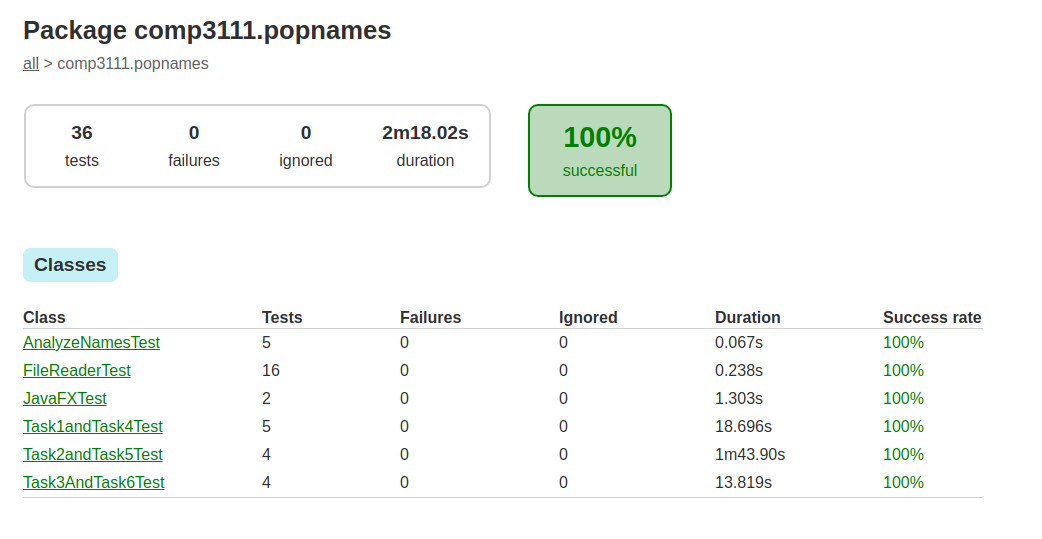 Package comp3111.popnames
all > comp3111.popnames
36 0 0 2m18.02s
tests failures ignored duration
100%
successful
Classes
Class Tests Failures Ignored Duration Success rate
AnalyzeNamesTest 5 0 0 0.067s 100%
FileReaderTest 16 0 0 0.238s 100%
JavaFXTest 2 0 0 1.303s 100%
Task1andTask4Test 5 0 0 18.696s 100%
Task2andTask5Test 4 0 0 1m43.90s 100%
Task3AndTask6Test 4 0 0 13.819s 100%